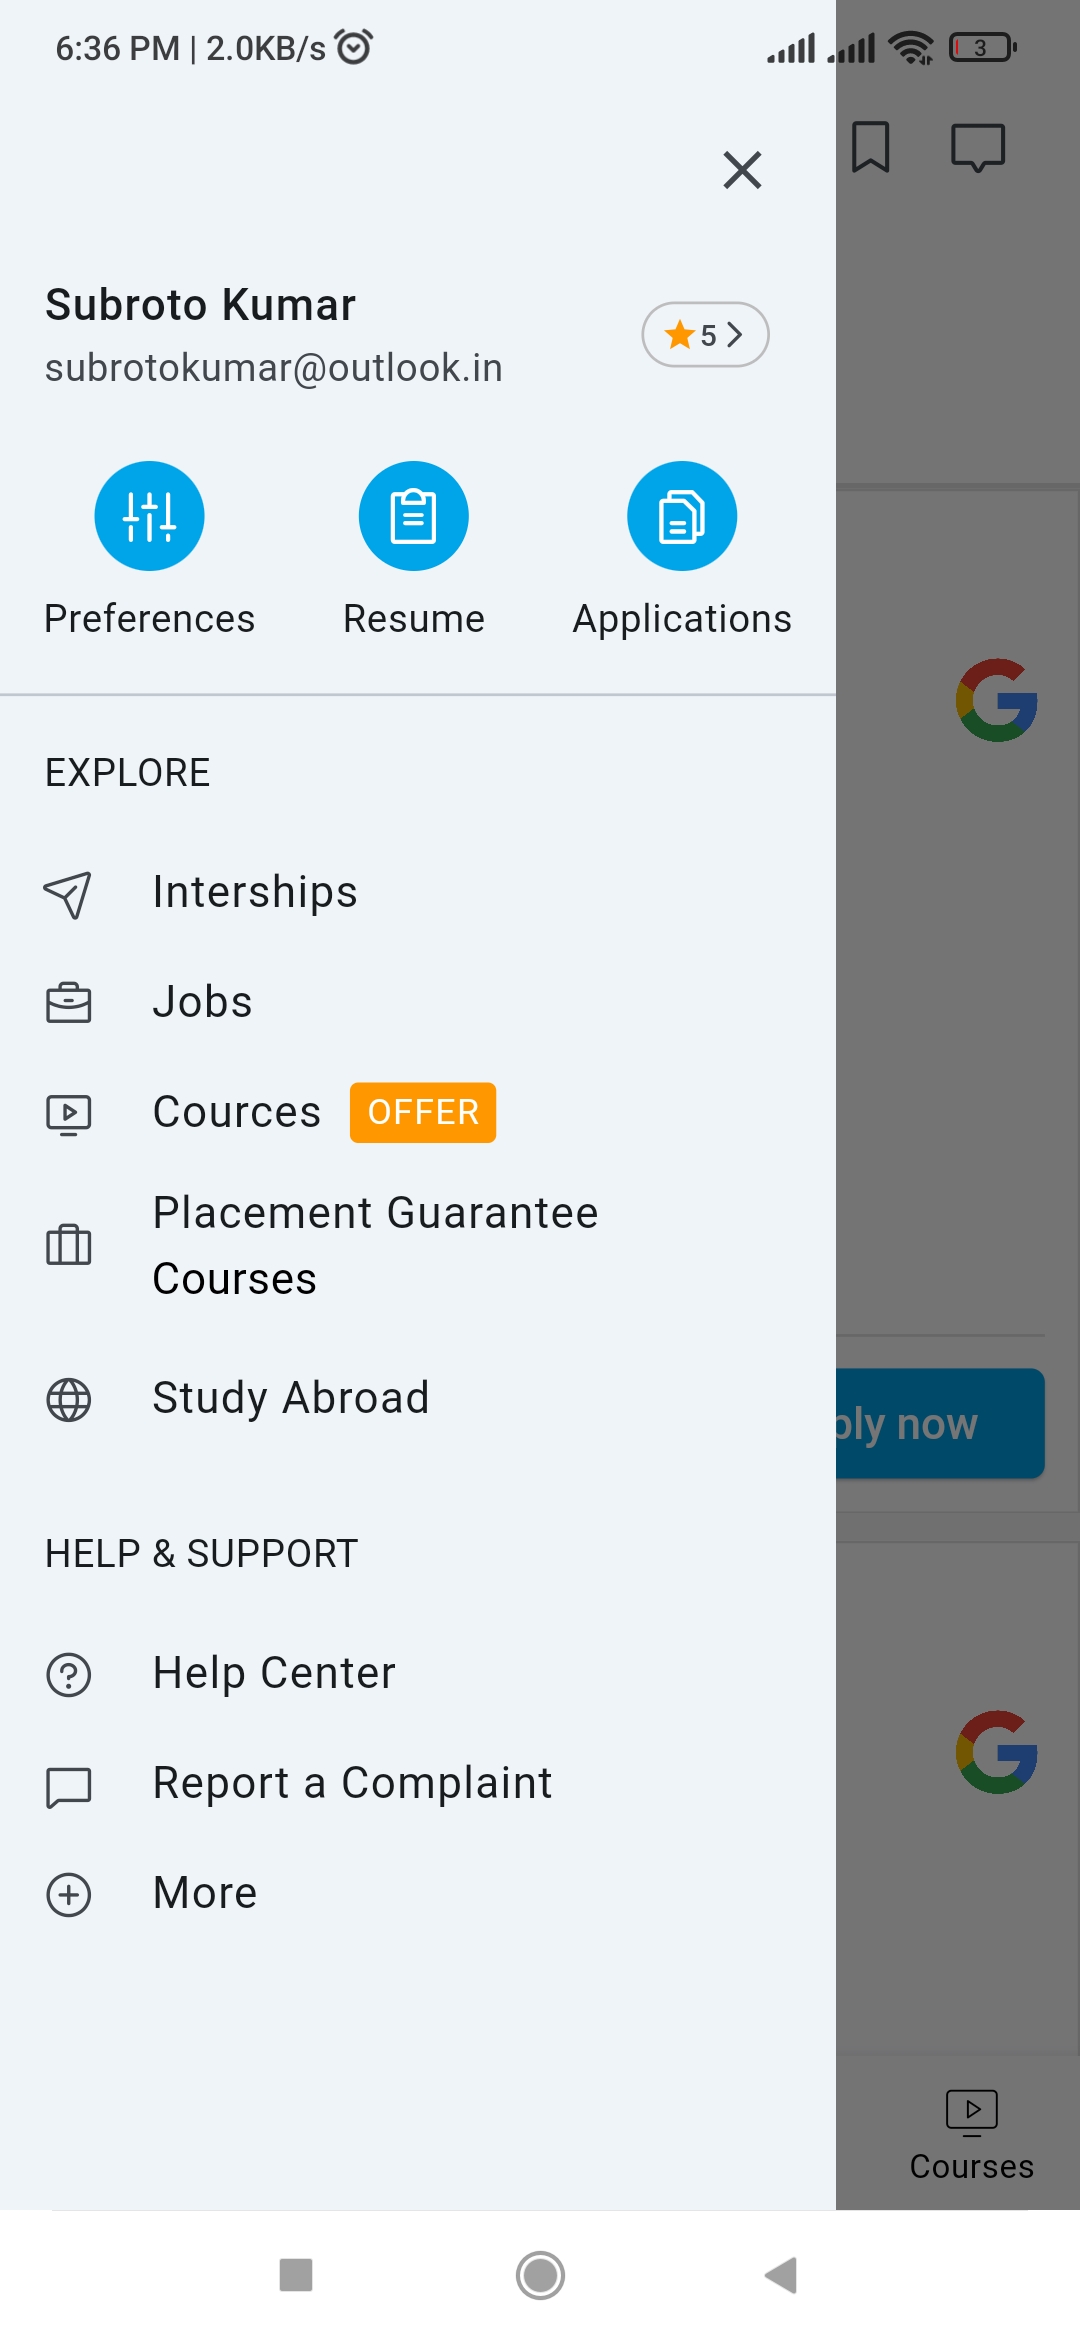 6:36 PM | 2.0KB/s
3
Subroto Kumar
subrotokumar@outlook.in
5
Preferences
Resume
Applications
EXPLORE
Interships
Jobs
Cources OFFER
Placement Guarantee
Courses
ply now
Study Abroad
HELP & SUPPORT
Help Center
Report a Complaint
More
Courses